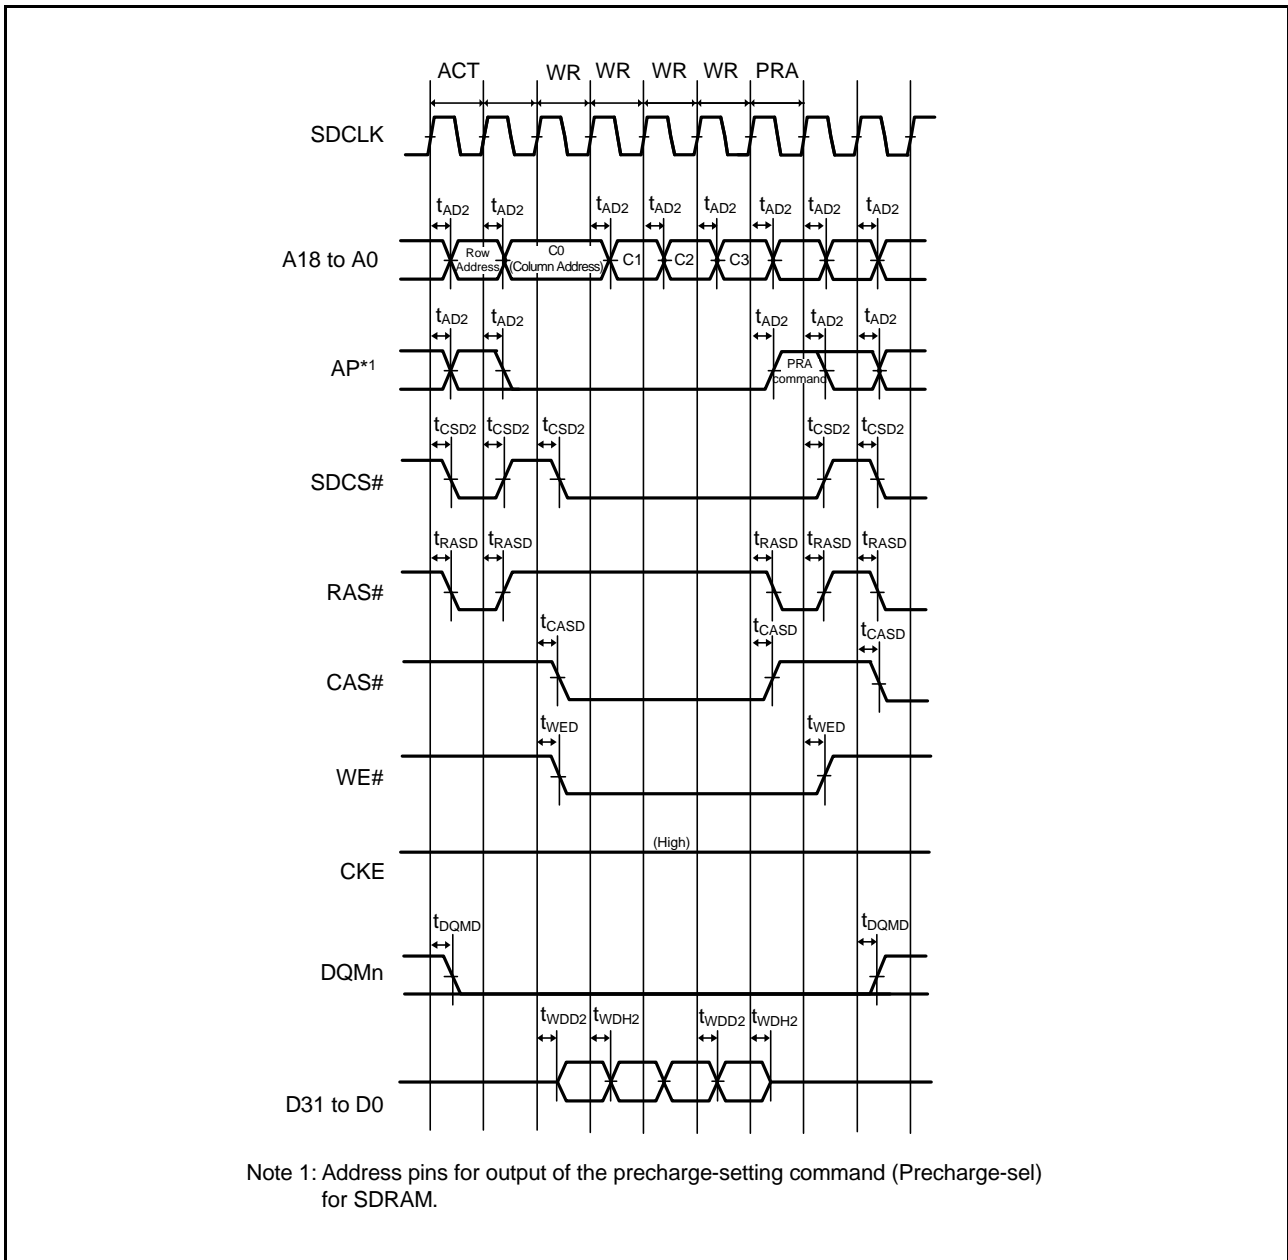 ACT WR WR WR WR PRA
SDCLK
tAD2 tAD2 tAD2 tAD2 tAD2 tAD2 tAD2 tAD2
A18 to A0
Row
Address
C0
(Column Address)
C1 C2 C3
tAD2 tAD2 tAD2 tAD2 tAD2
AP*1
PRA
command
tCSD2 tCSD2 tCSD2 tCSD2 tCSD2
SDCS#
tRASD tRASD tRASD tRASD tRASD
RAS#
tCASD tCASD tCASD
CAS#
tWED tWED
WE#
(High)
CKE
tDQMD tDQMD
DQMn
tWDD2 tWDH2 tWDD2 tWDH2
D31 to D0
Note 1: Address pins for output of the precharge-setting command (Precharge-sel)
for SDRAM.